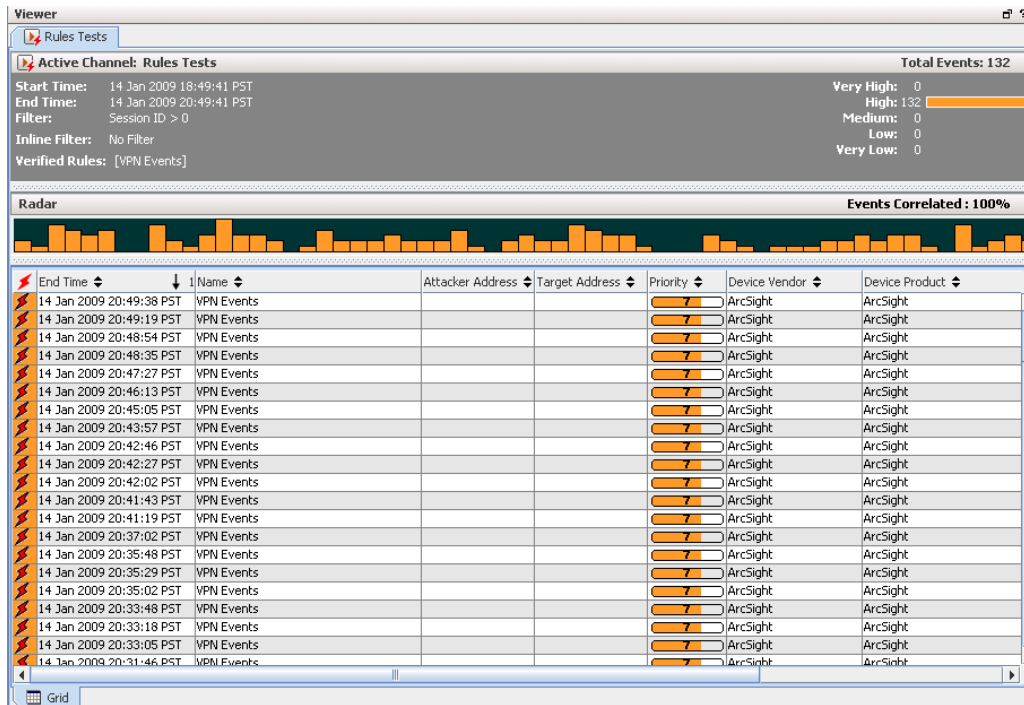 Viewer
Rules Tests
Active Channel: Rules Tests Total Events: 132
Start Time: 14 Jan 2009 18:49:41 PST Very High: 0
End Time: 14 Jan 2009 20:49:41 PST High: 132
Filter: Session ID > 0 Medium: 0
Inline Filter: No Filter Low: 0
Verified Rules: [VPN Events] Very Low: 0
Radar Events Correlated : 100%
End Time 1 Name Attacker Address Target Address Priority Device Vendor Device Product
14 Jan 2009 20:49:38 PST VPN Events 7 ArcSight ArcSight
14 Jan 2009 20:49:19 PST VPN Events 7 ArcSight ArcSight
14 Jan 2009 20:48:54 PST VPN Events 7 ArcSight ArcSight
14 Jan 2009 20:48:35 PST VPN Events 7 ArcSight ArcSight
14 Jan 2009 20:47:27 PST VPN Events 7 ArcSight ArcSight
14 Jan 2009 20:46:13 PST VPN Events 7 ArcSight ArcSight
14 Jan 2009 20:45:05 PST VPN Events 7 ArcSight ArcSight
14 Jan 2009 20:43:57 PST VPN Events 7 ArcSight ArcSight
14 Jan 2009 20:42:46 PST VPN Events 7 ArcSight ArcSight
14 Jan 2009 20:42:27 PST VPN Events 7 ArcSight ArcSight
14 Jan 2009 20:42:02 PST VPN Events 7 ArcSight ArcSight
14 Jan 2009 20:41:43 PST VPN Events 7 ArcSight ArcSight
14 Jan 2009 20:41:19 PST VPN Events 7 ArcSight ArcSight
14 Jan 2009 20:37:02 PST VPN Events 7 ArcSight ArcSight
14 Jan 2009 20:35:48 PST VPN Events 7 ArcSight ArcSight
14 Jan 2009 20:35:29 PST VPN Events 7 ArcSight ArcSight
14 Jan 2009 20:35:02 PST VPN Events 7 ArcSight ArcSight
14 Jan 2009 20:33:48 PST VPN Events 7 ArcSight ArcSight
14 Jan 2009 20:33:18 PST VPN Events 7 ArcSight ArcSight
14 Jan 2009 20:33:05 PST VPN Events 7 ArcSight ArcSight
14 Jan 2009 20:31:46 PST VPN Events 7 ArcSight ArcSight
Grid